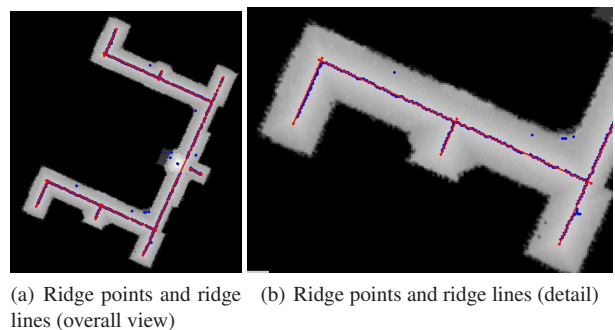 (a) Ridge points and ridge
lines (overall view)
(b) Ridge points and ridge lines (detail)